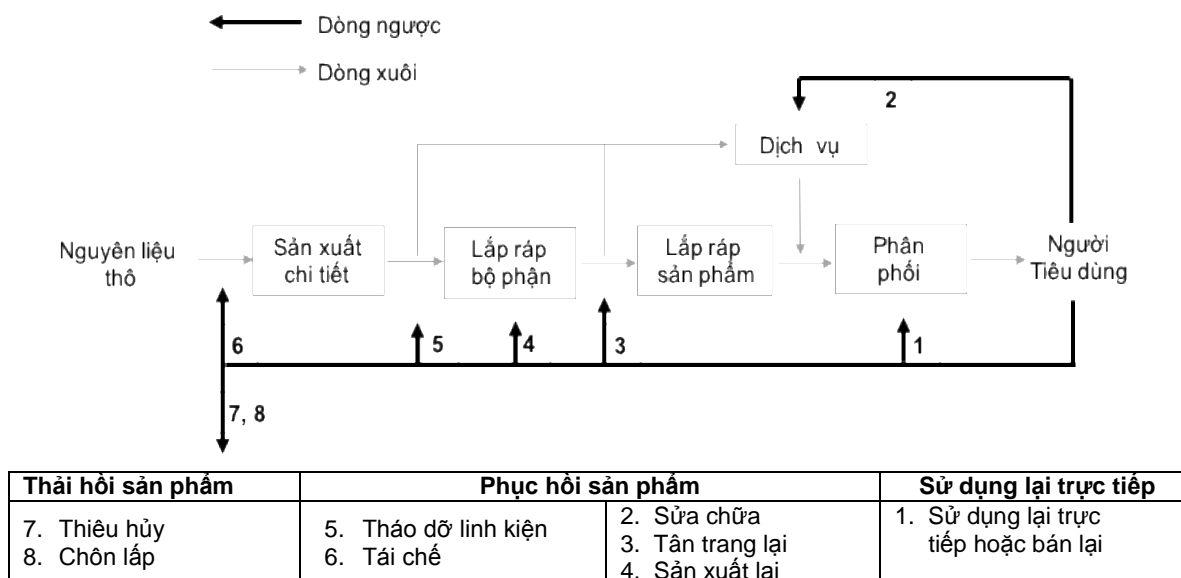 Dòng ngược
Dòng xuôi
2
Dịch vụ
Nguyên liệu
thô
Sản xuất
chi tiết
Lắp ráp
bộ phận
Lắp ráp
sản phẩm
Phân
phối
Người
Tiêu dùng
6
5
4
3
1
7, 8
Thải hồi sản phẩm
Phục hồi sản phẩm
Sử dụng lại trực tiếp
7. Thiêu hủy
8. Chôn lấp
5. Tháo dỡ linh kiện
6. Tái chế
2. Sửa chữa
3. Tân trang lại
4. Sản xuất lại
1. Sử dụng lại trực
tiếp hoặc bán lại